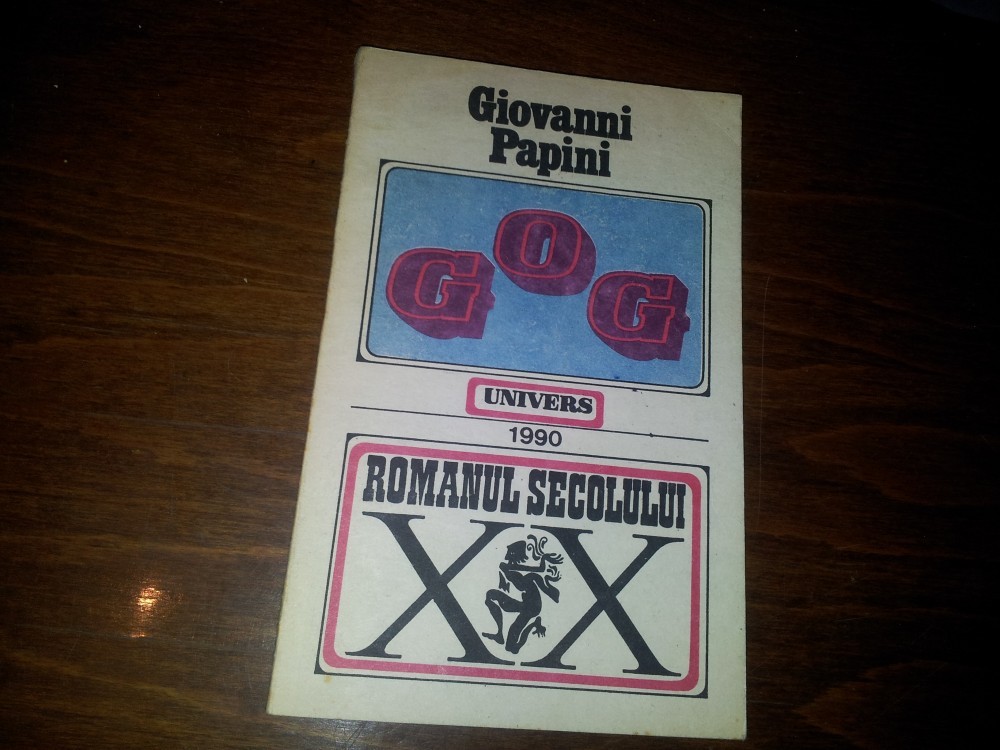 Giovanni
Papini
GOG
UNIVERS
1990
ROMANUL SECOLULUI
XX